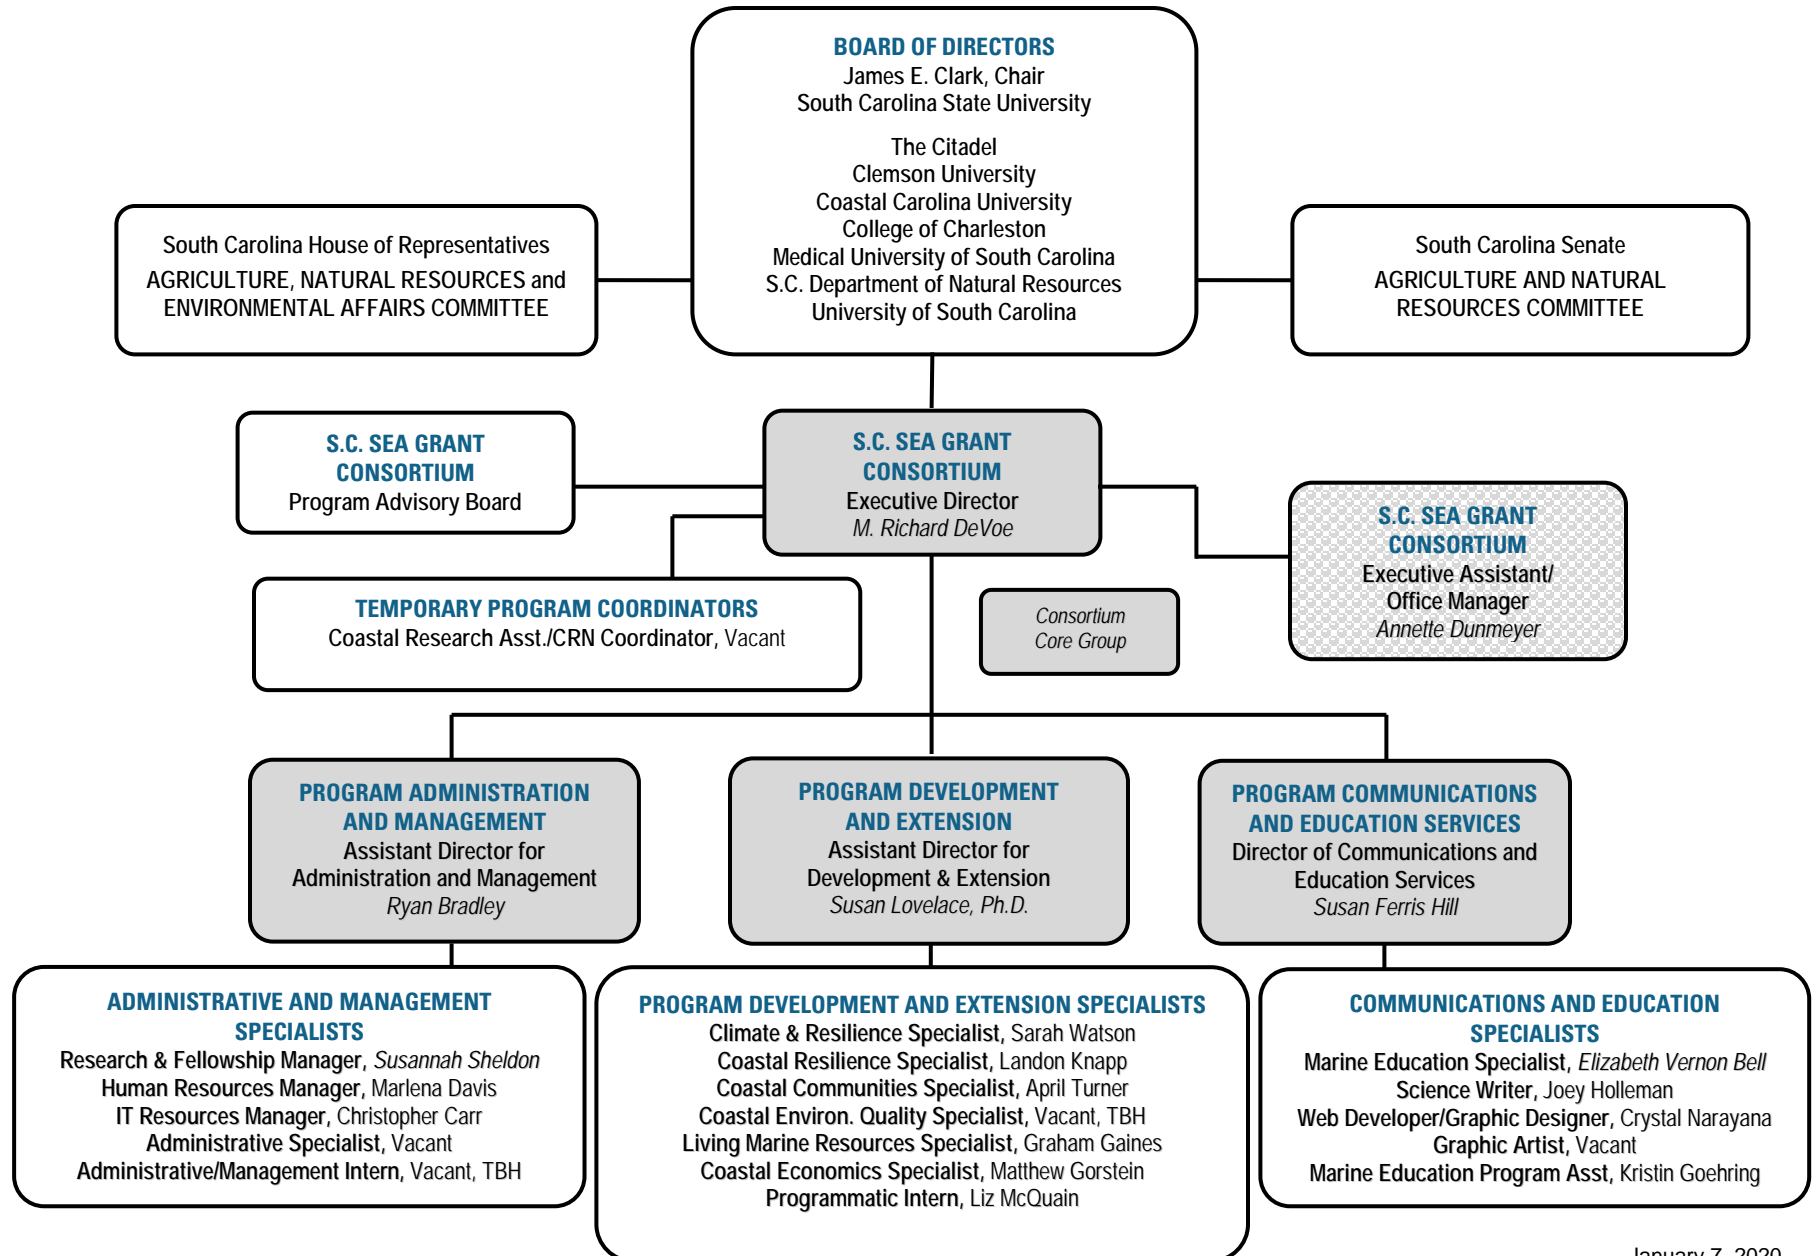 BOARD OF DIRECTORS
James E. Clark, Chair
South Carolina State University
The Citadel
Clemson University
Coastal Carolina University
College of Charleston
Medical University of South Carolina
S.C. Department of Natural Resources
University of South Carolina
South Carolina House of Representatives
AGRICULTURE, NATURAL RESOURCES and
ENVIRONMENTAL AFFAIRS COMMITTEE
South Carolina Senate
AGRICULTURE AND NATURAL
RESOURCES COMMITTEE
S.C. SEA GRANT
CONSORTIUM
Program Advisory Board
S.C. SEA GRANT
CONSORTIUM
Executive Director
M. Richard DeVoe
S.C. SEA GRANT
CONSORTIUM
Executive Assistant/
Office Manager
Annette Dunmeyer
TEMPORARY PROGRAM COORDINATORS
Coastal Research Asst./CRN Coordinator, Vacant
Consortium
Core Group
PROGRAM ADMINISTRATION
AND MANAGEMENT
Assistant Director for
Administration and Management
Ryan Bradley
PROGRAM DEVELOPMENT
AND EXTENSION
Assistant Director for
Development & Extension
Susan Lovelace, Ph.D.
PROGRAM COMMUNICATIONS
AND EDUCATION SERVICES
Director of Communications and
Education Services
Susan Ferris Hill
ADMINISTRATIVE AND MANAGEMENT
SPECIALISTS
Research & Fellowship Manager, Susannah Sheldon
Human Resources Manager, Marlena Davis
IT Resources Manager, Christopher Carr
Administrative Specialist, Vacant
Administrative/Management Intern, Vacant, TBH
PROGRAM DEVELOPMENT AND EXTENSION SPECIALISTS
Climate & Resilience Specialist, Sarah Watson
Coastal Resilience Specialist, Landon Knapp
Coastal Communities Specialist, April Turner
Coastal Environ. Quality Specialist, Vacant, TBH
Living Marine Resources Specialist, Graham Gaines
Coastal Economics Specialist, Matthew Gorstein
Programmatic Intern, Liz McQuain
COMMUNICATIONS AND EDUCATION
SPECIALISTS
Marine Education Specialist, Elizabeth Vernon Bell
Science Writer, Joey Holleman
Web Developer/Graphic Designer, Crystal Narayana
Graphic Artist, Vacant
Marine Education Program Asst, Kristin Goehring
January 7, 2020